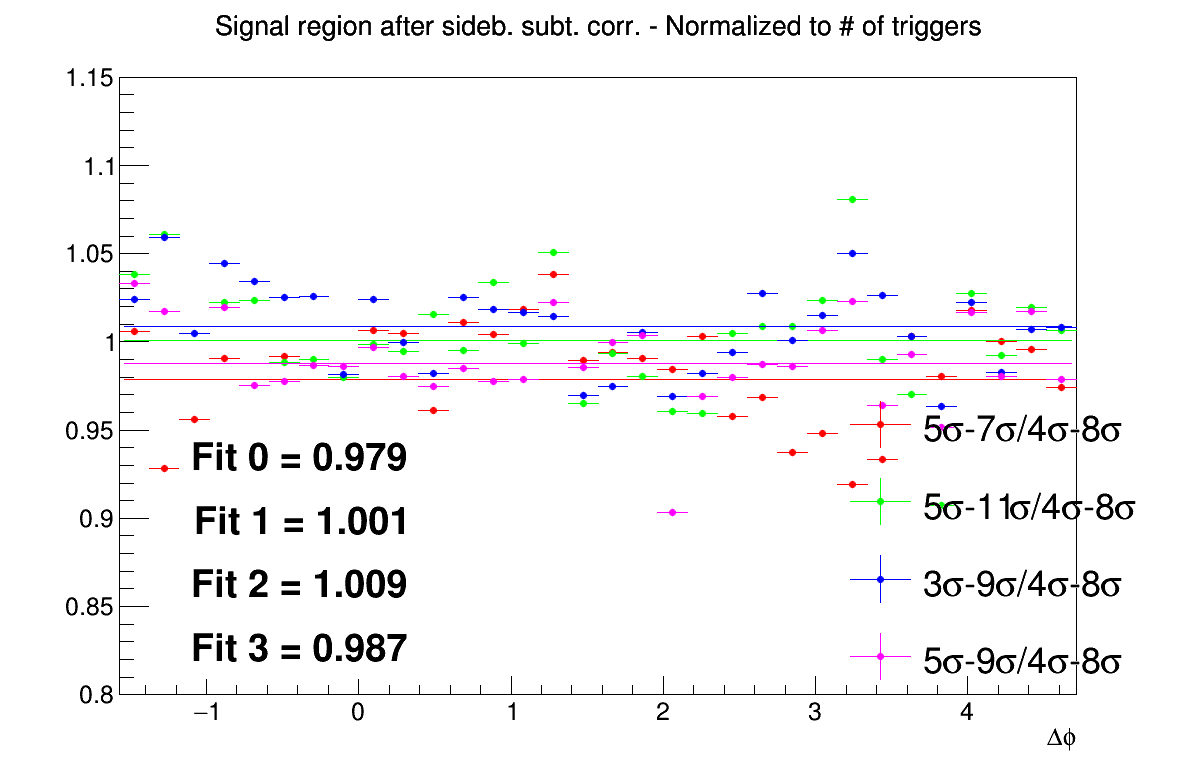 Signal region after sideb. subt. corr. - Normalized to # of triggers
1.15
1.1
1.05
1
0.95
0.9
0.85
0.8
Fit 0 = 0.979
Fit 1 = 1.001
Fit 2 = 1.009
Fit 3 = 0.987
5σ-7σ/4σ-8σ
5σ-11σ/4σ-8σ
3σ-9σ/4σ-8σ
5σ-9σ/4σ-8σ
−1 0 1 2 3 4
Δϕ